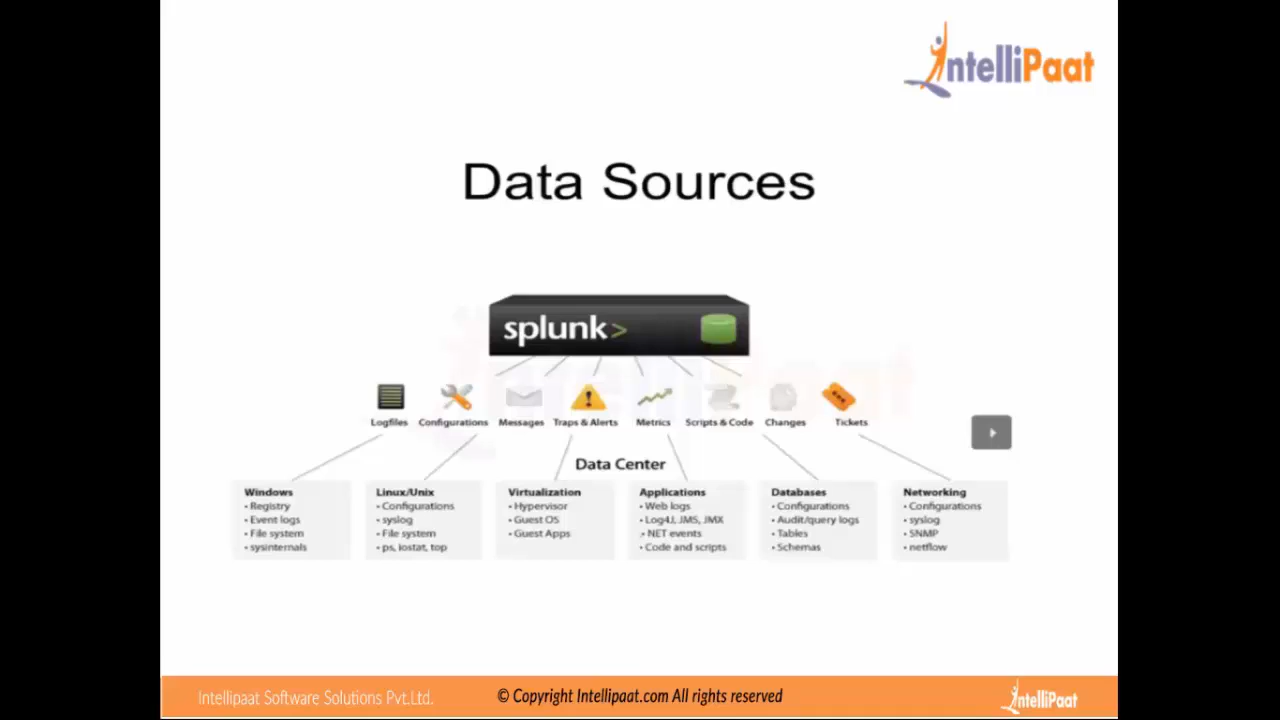 IntelliPaat
Data Sources
splunk>
Logfiles Configurations Messages Traps & Alerts Metrics Scripts & Code Changes Tickets
Data Center
Windows
• Registry
• Event logs
• File system
• sysinternals
Linux/Unix
• Configurations
• syslog
• File system
• ps, iostat, top
Virtualization
• Hypervisor
• Guest OS
• Guest Apps
Applications
• Web logs
• Log4J, JMS, JMX
• .NET events
• Code and scripts
Databases
• Configurations
• Audit/query logs
• Tables
• Schemas
Networking
• Configurations
• syslog
• SNMP
• netflow
Intellipaat Software Solutions Pvt.Ltd.
© Copyright Intellipaat.com All rights reserved
IntelliPaat